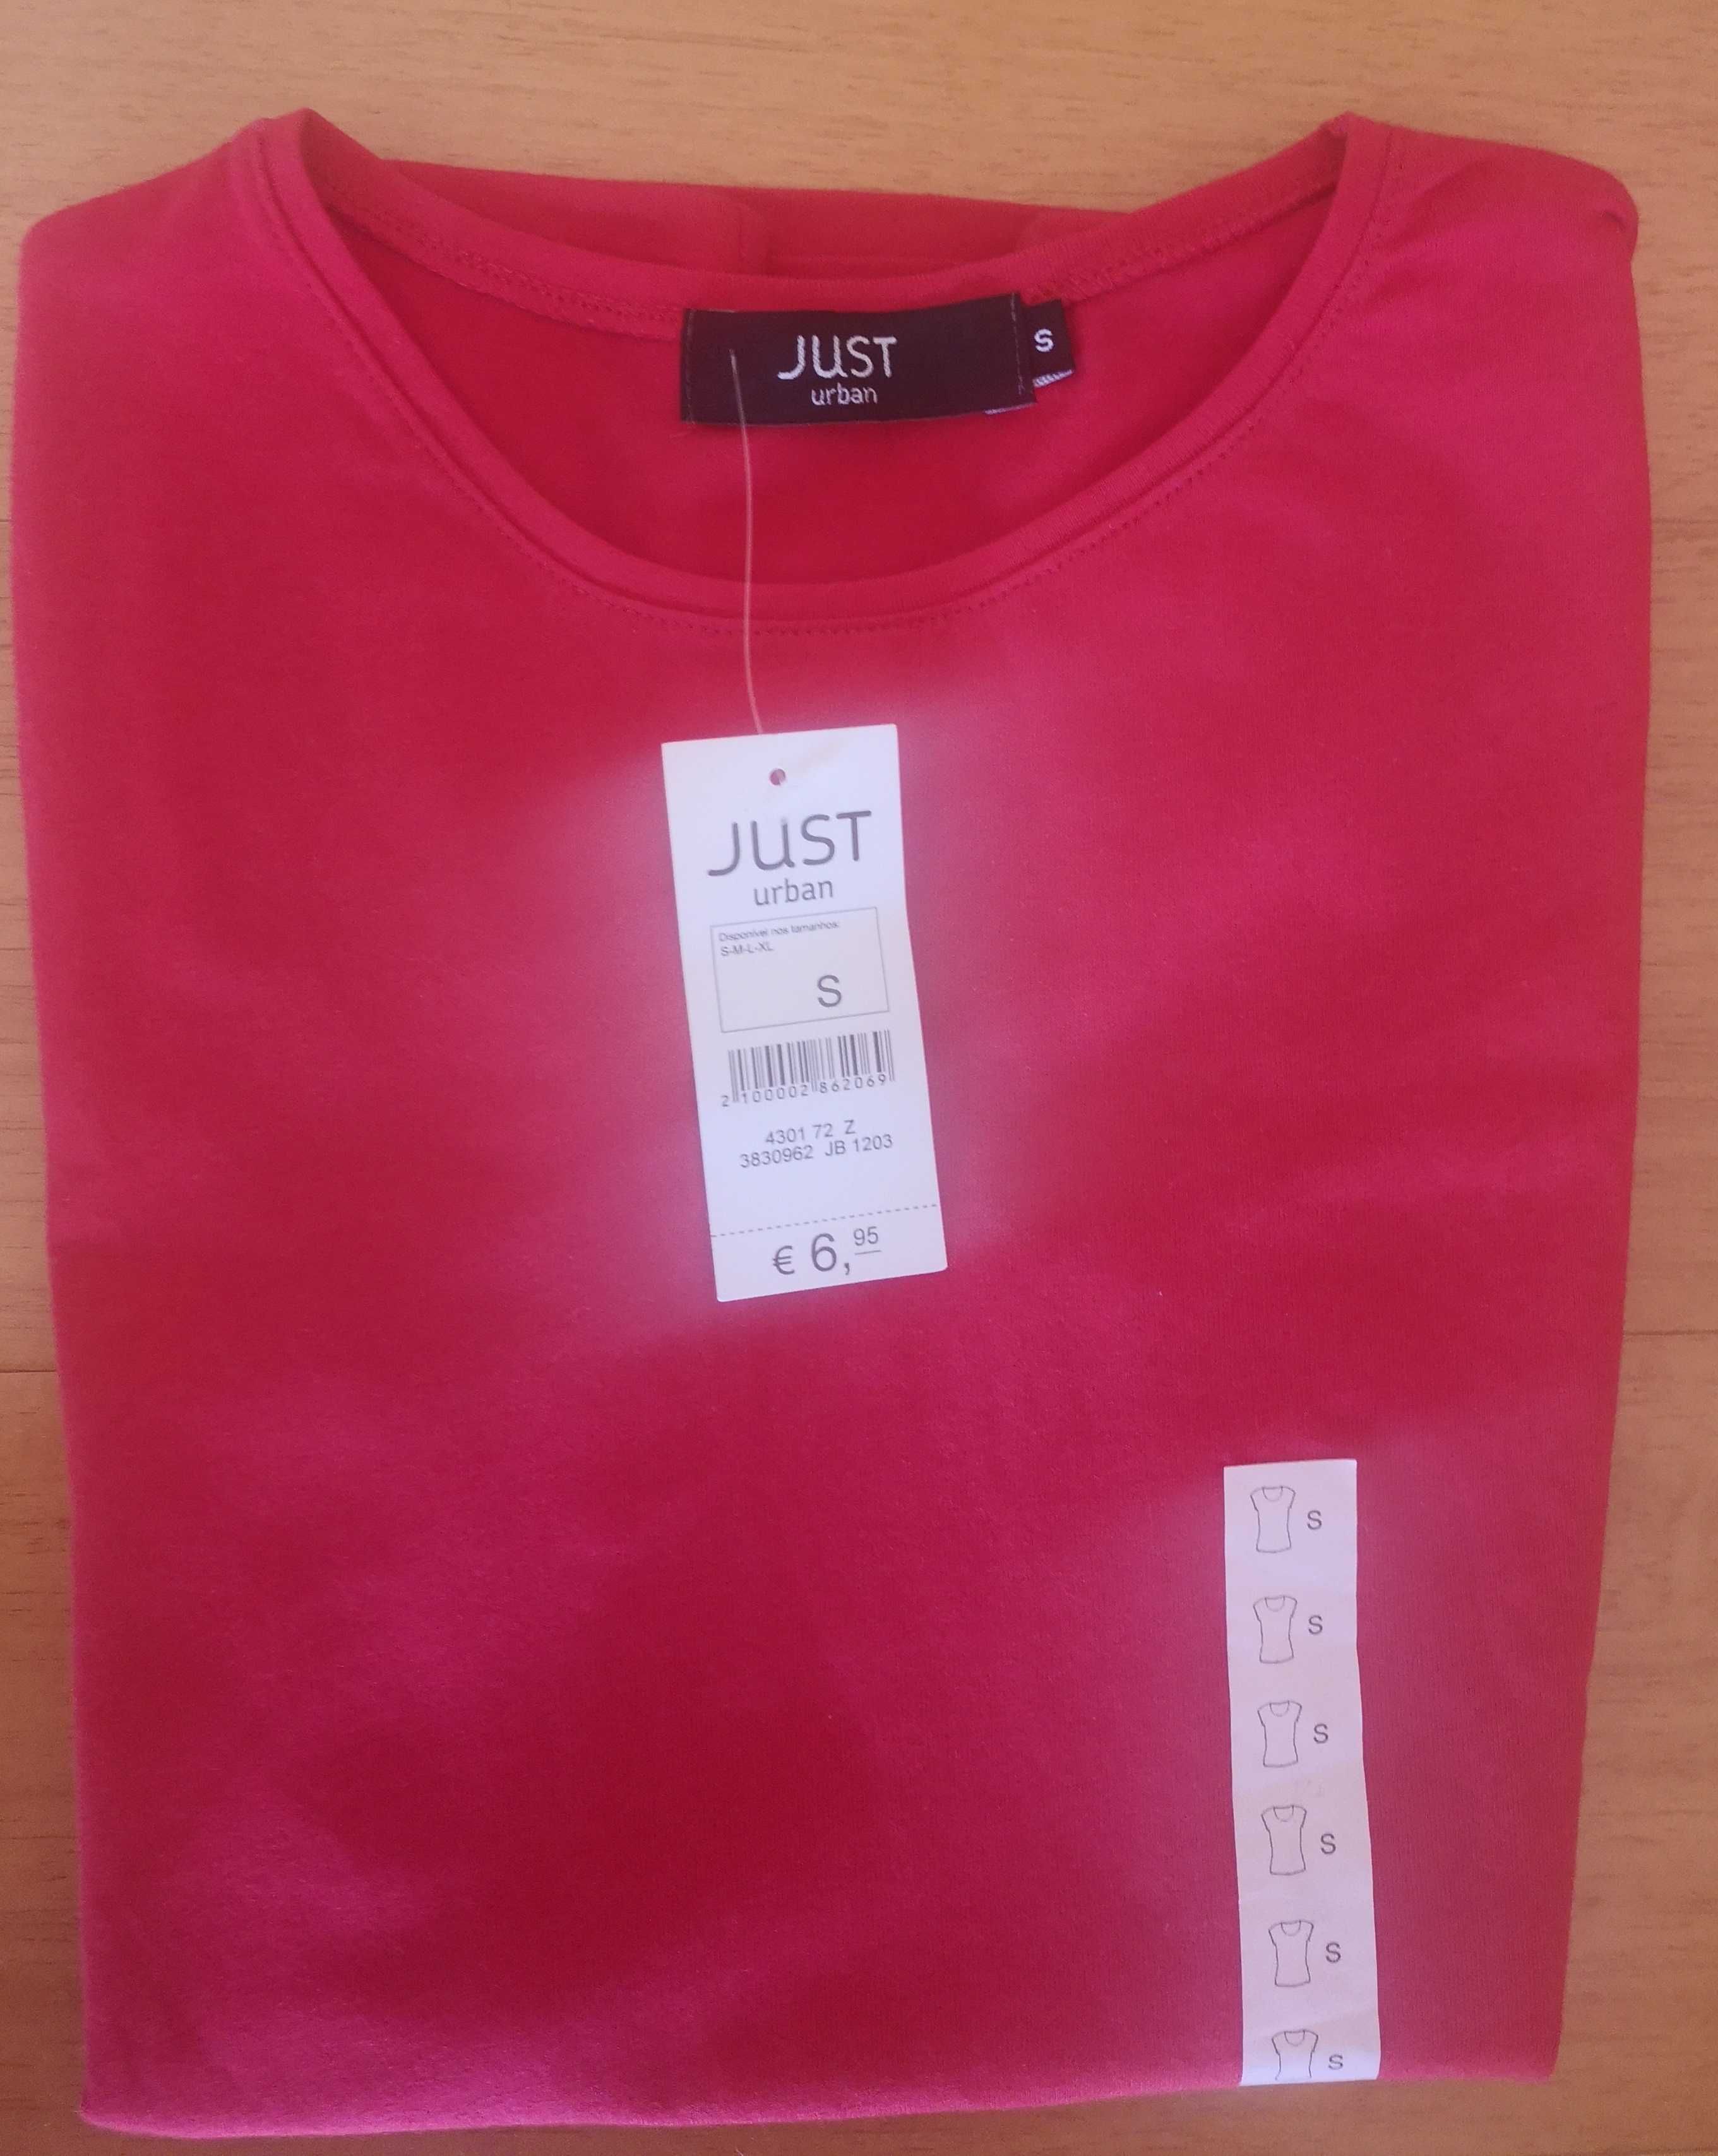 JUST
urban
S
JUST
urban
Disponível nos tamanhos:
S-M-L-XL
S
2 100002 862069
4301 72 Z
3830962 JB 1203
€ 6,95
S
S
S
S
S
S